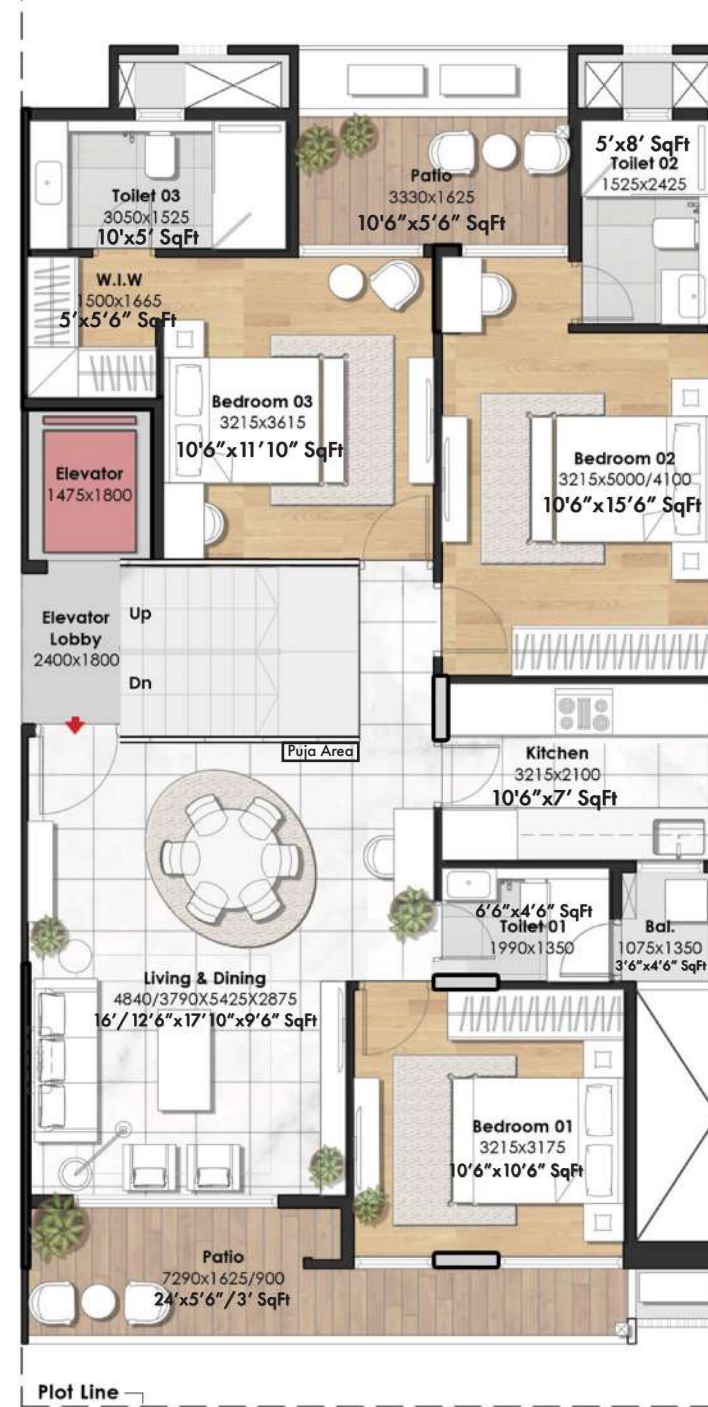 5’x8’ SqFt
Toilet 02
1525x2425
Patio
3330x1625
10'6”x5'6” SqFt
Toilet 03
3050x1525
10'x5’ SqFt
W.I.W
1500x1665
5’x5’6” SqFt
Bedroom 03
3215x3615
10'6”x11’10” SqFt
Bedroom 02
3215x5000/4100
10'6”x15’6” SqFt
Elevator
1475x1800
Elevator
Lobby
2400x1800
Up
Dn
Puja Area
Kitchen
3215x2100
10'6”x7’ SqFt
6’6”x4’6” SqFt
Toilet 01
1990x1350
Bal.
1075x1350
3’6”x4’6” SqFt
Living & Dining
4840/3790X5425X2875
16’/12’6”x17’10”x9’6” SqFt
Bedroom 01
3215x3175
10’6”x10’6” SqFt
Patio
7290x1625/900
24’x5’6”/3’ SqFt
Plot Line